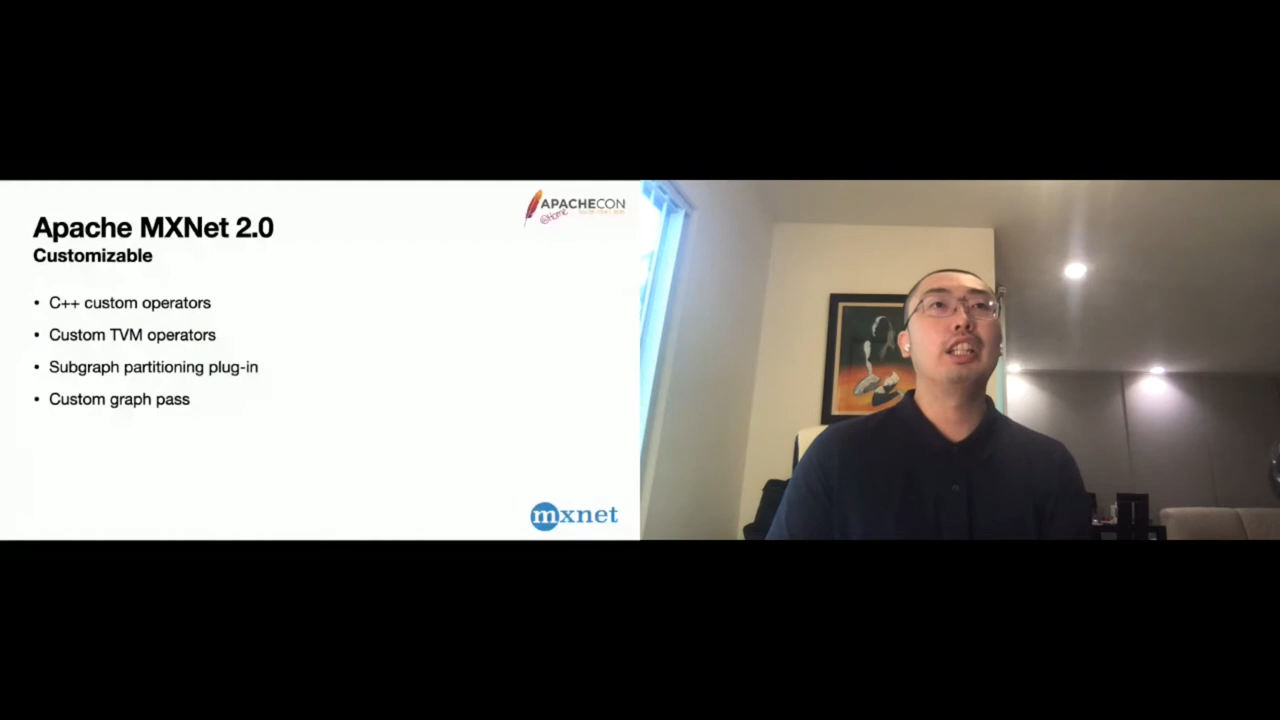 APACHECON
@Home
Apache MXNet 2.0
Customizable
• C++ custom operators
• Custom TVM operators
• Subgraph partitioning plug-in
• Custom graph pass
mxnet